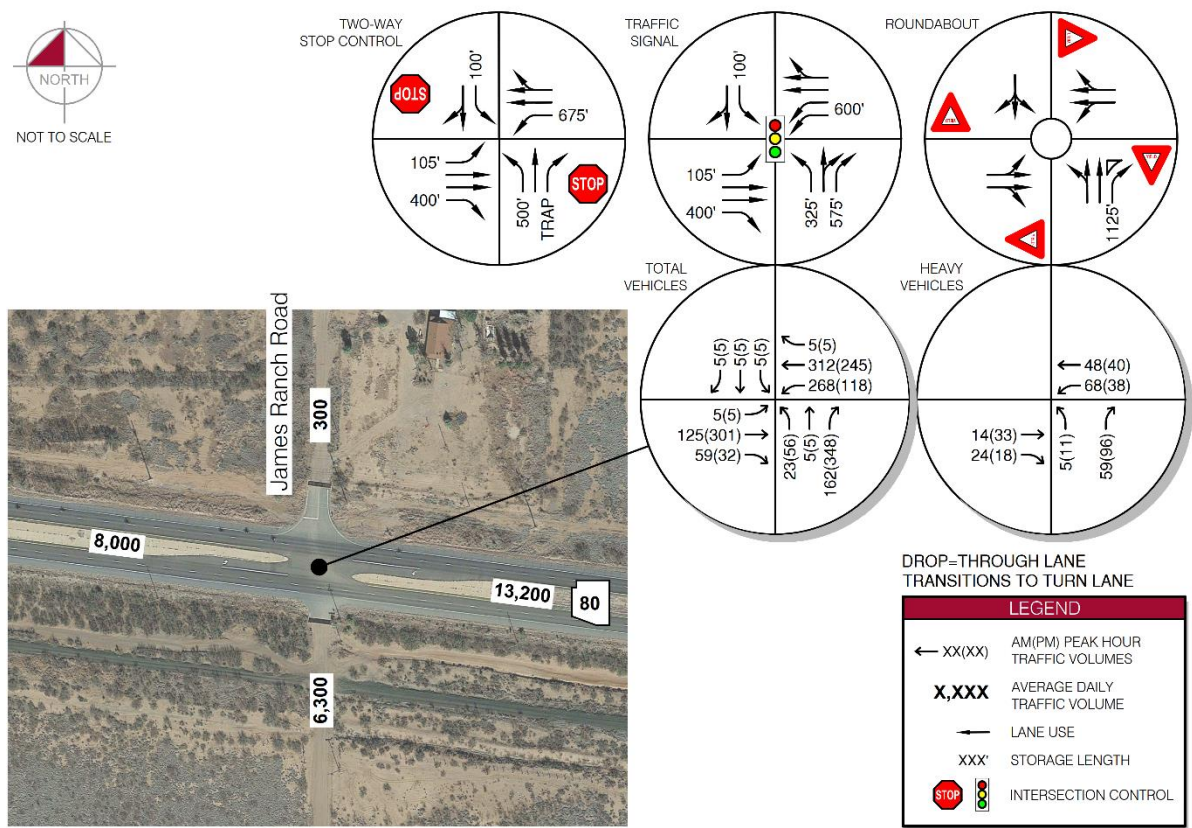 NORTH
NOT TO SCALE
TWO-WAY
STOP CONTROL
STOP
100'
675'
105'
400'
500'
TRAP
STOP
TRAFFIC
SIGNAL
100'
600'
105'
400'
325'
575'
ROUNDABOUT
YIELD
YIELD
YIELD
YIELD
1125'
TOTAL
VEHICLES
5(5)
5(5)
5(5)
5(5)
312(245)
268(118)
5(5)
125(301)
59(32)
23(56)
5(5)
162(348)
HEAVY
VEHICLES
48(40)
68(38)
14(33)
24(18)
5(11)
59(96)
James Ranch Road
300
8,000
13,200
80
6,300
DROP=THROUGH LANE
TRANSITIONS TO TURN LANE
LEGEND
XX(XX)
AM(PM) PEAK HOUR
TRAFFIC VOLUMES
X,XXX
AVERAGE DAILY
TRAFFIC VOLUME
LANE USE
XXX'
STORAGE LENGTH
STOP
INTERSECTION CONTROL